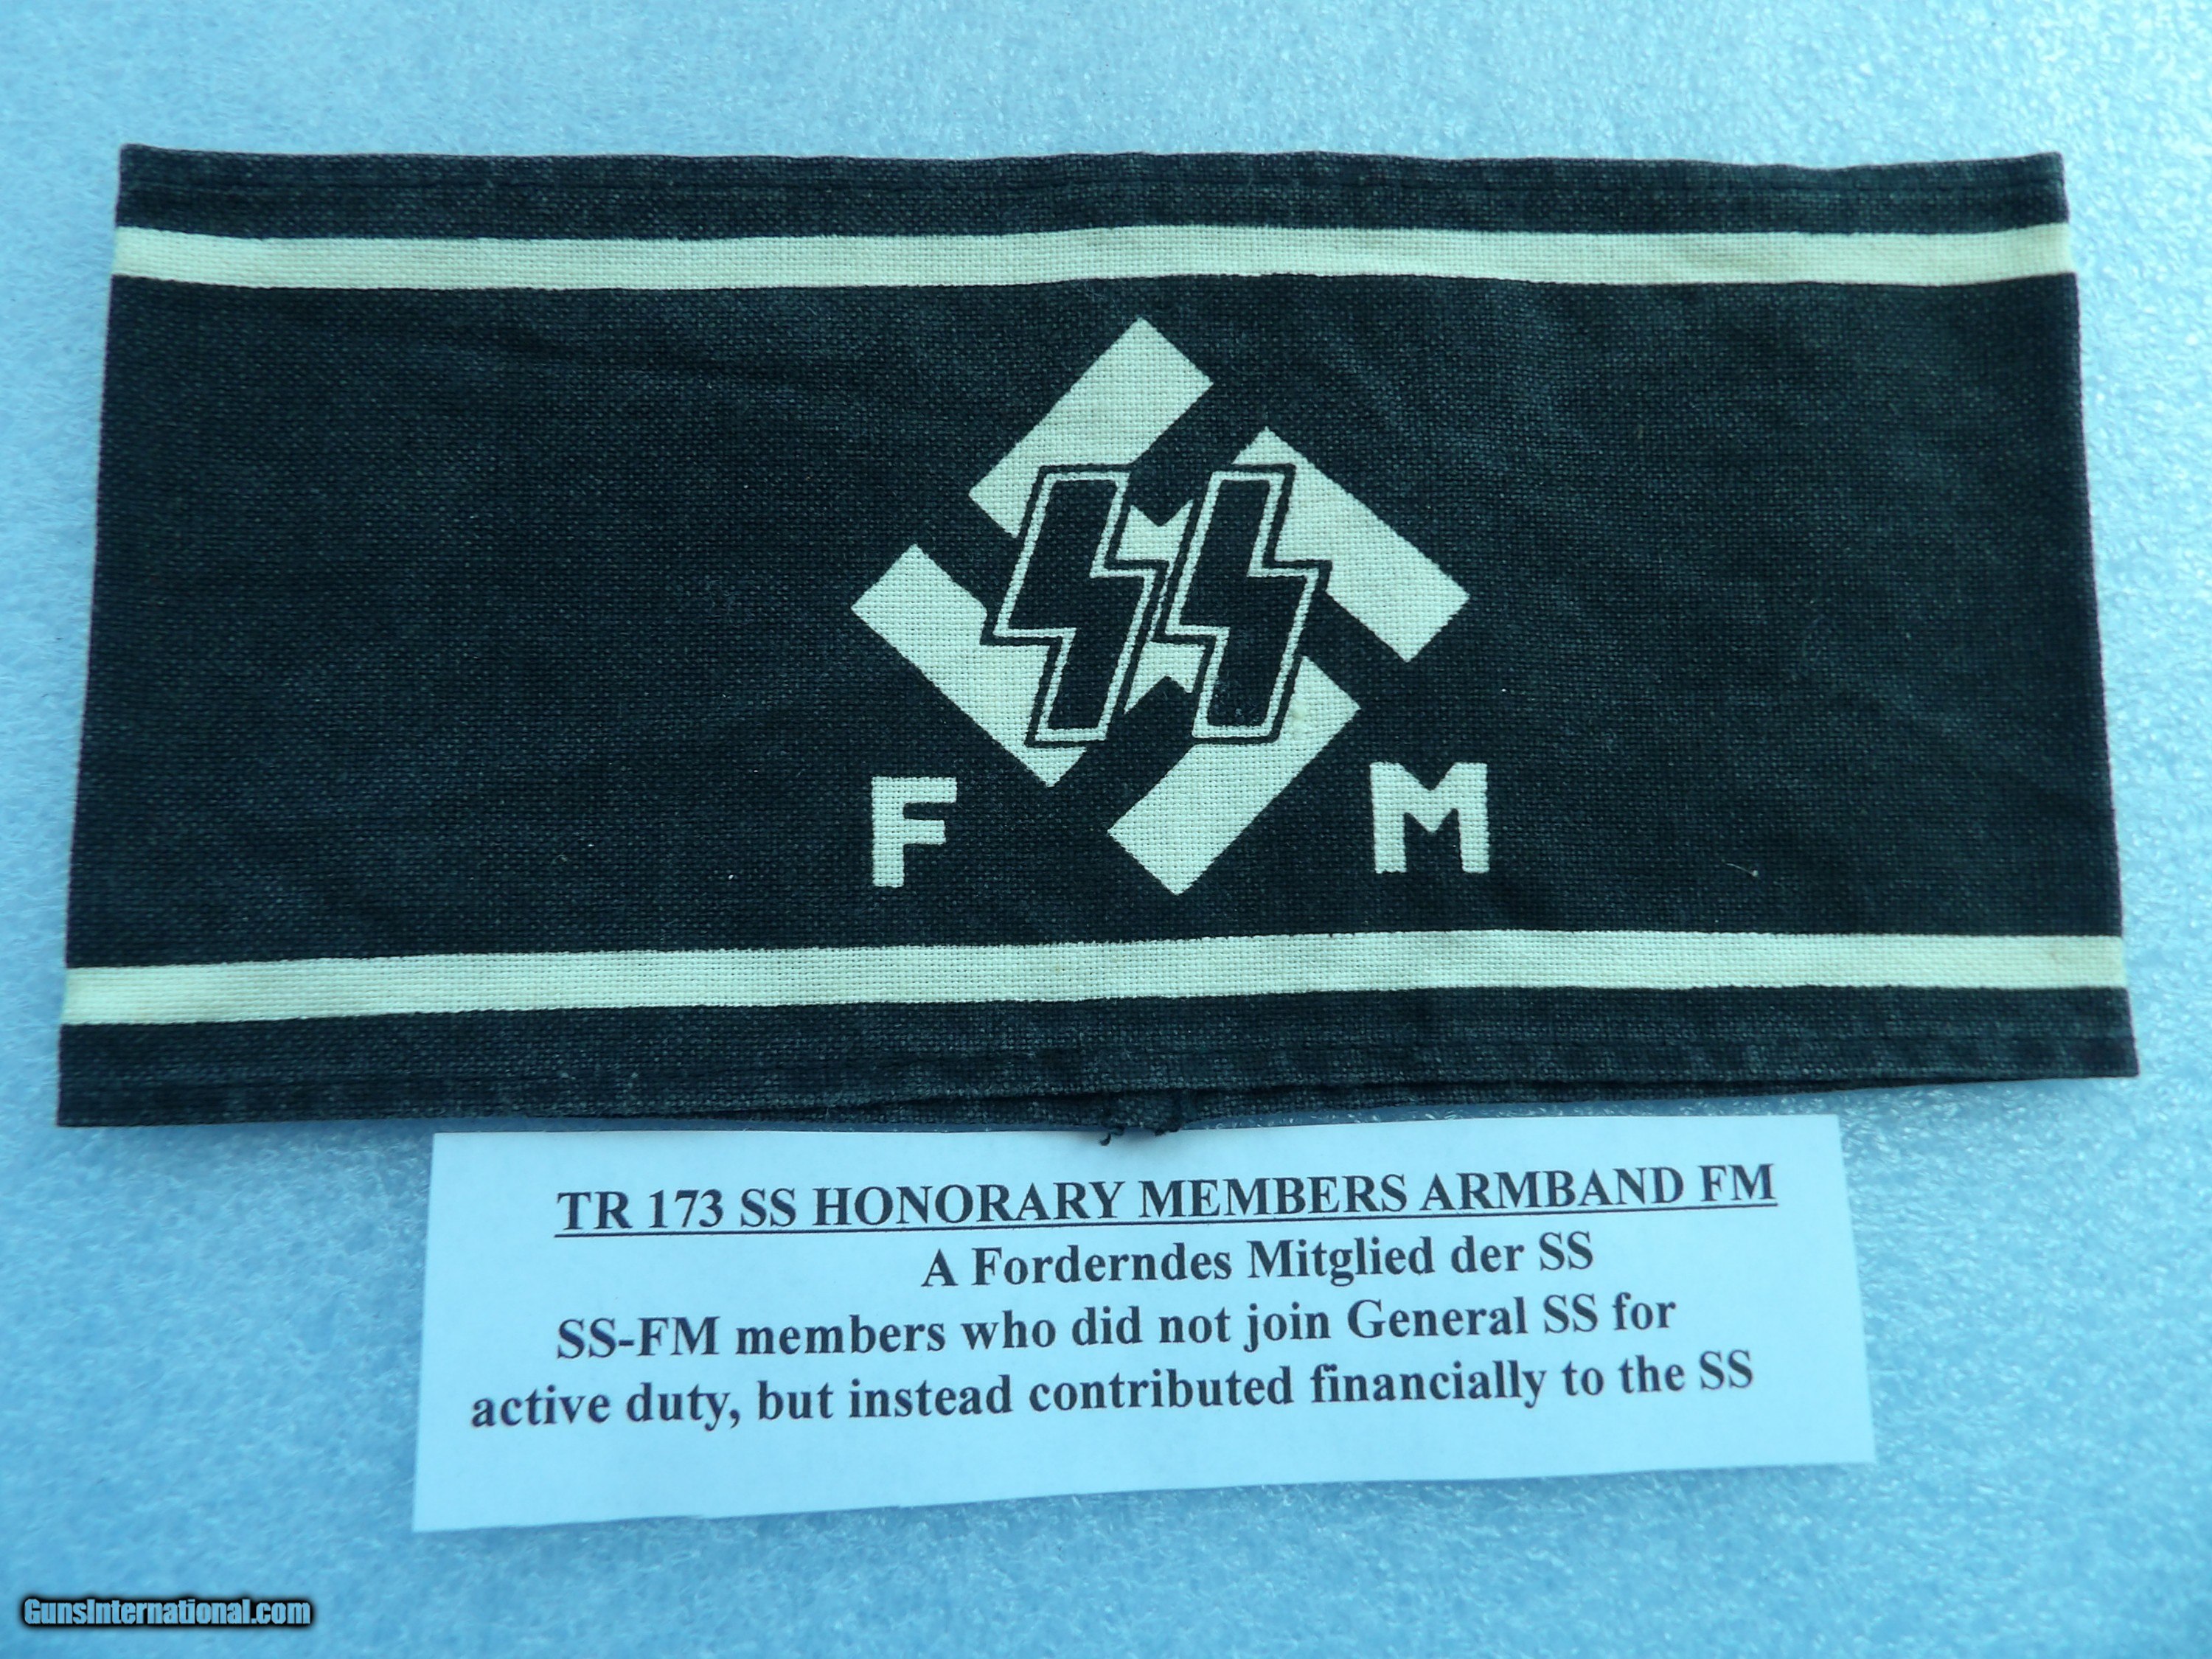 SS
F M
TR 173 SS HONORARY MEMBERS ARMBAND FM
A Forderndes Mitglied der SS
SS-FM members who did not join General SS for
active duty, but instead contributed financially to the SS
GunsInternational.com